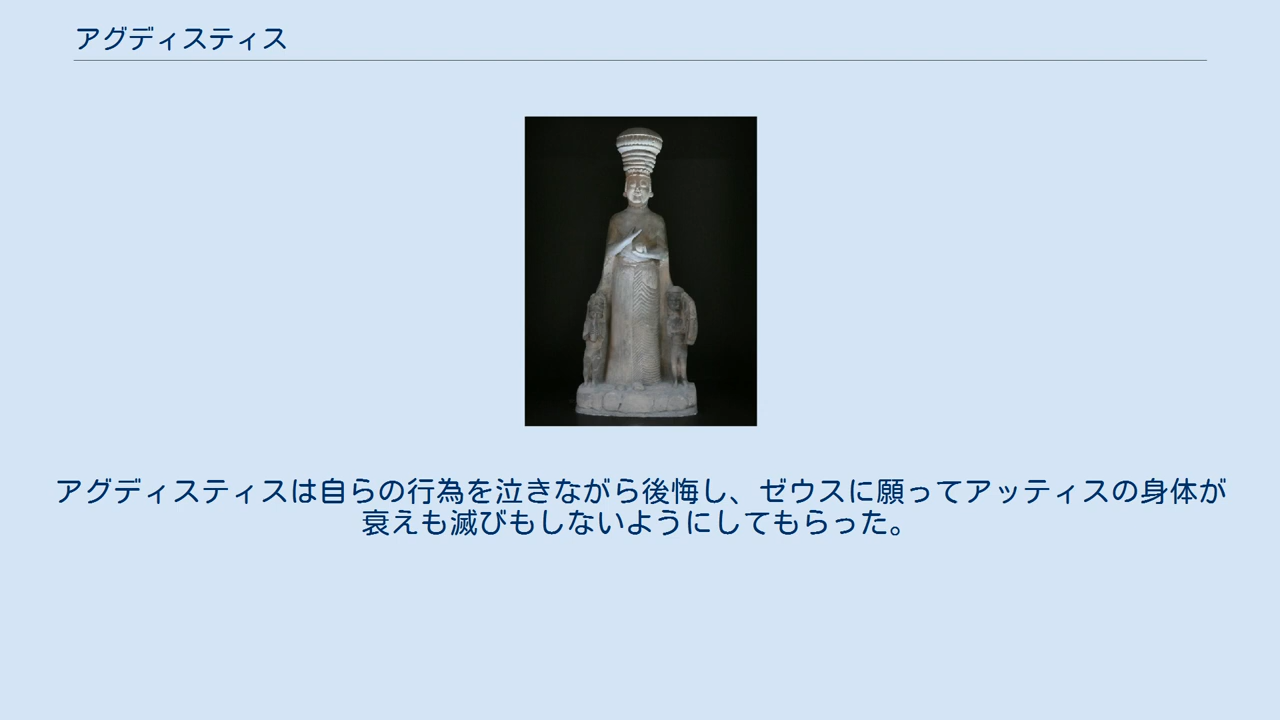 アグディスティス
アグディスティスは自らの行為を泣きながら後悔し、ゼウスに願ってアッティスの身体が
衰えも滅びもしないようにしてもらった。